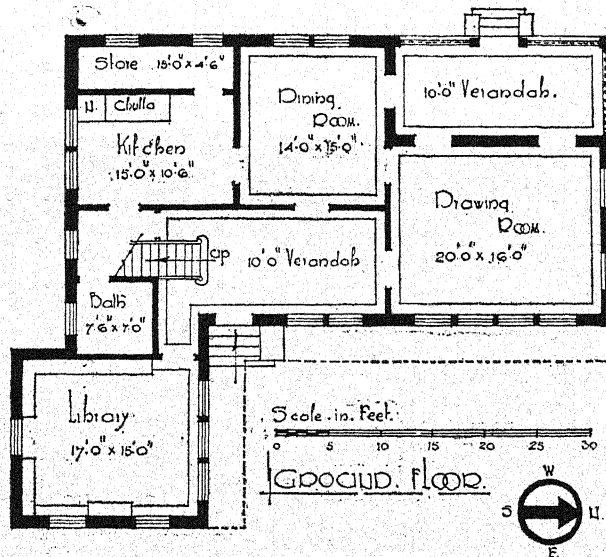 Store 15'0" x 4'6"
N. Chulla
Kitchen
15'0" x 10'6"
Dining
Room.
14'0" x 15'0"
10'0" Verandah.
Drawing
Room.
20'0" x 16'0"
up
10'0" Verandah
Bath
7'6" x 7'0"
Library
17'0" x 15'0"
Scale in Feet.
0 5 10 15 20 25 30
GROUND FLOOR.
W
S N.
E